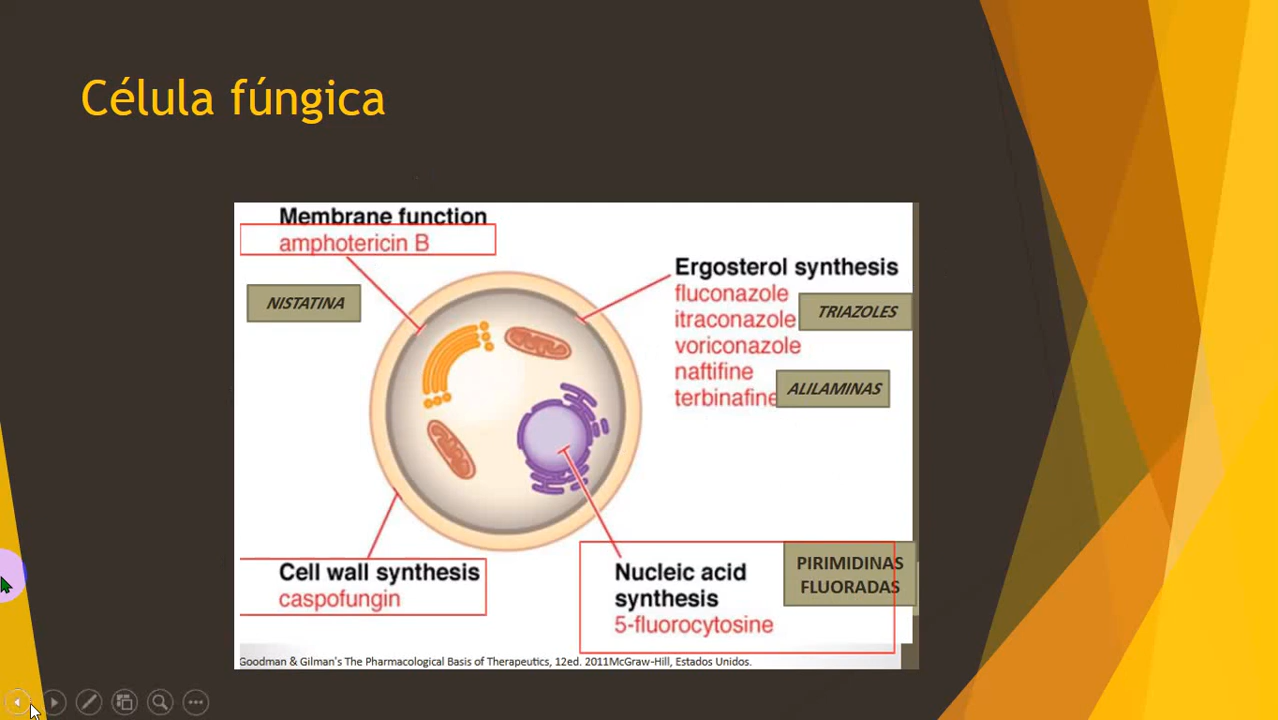 Célula fúngica
Membrane function
amphotericin B
NISTATINA
Ergosterol synthesis
fluconazole
itraconazole
TRIAZOLES
voriconazole
naftifine
terbinafine
ALILAMINAS
Cell wall synthesis
caspofungin
Nucleic acid
synthesis
5-fluorocytosine
PIRIMIDINAS
FLUORADAS
Goodman & Gilman's The Pharmacological Basis of Therapeutics, 12ed. 2011McGraw-Hill, Estados Unidos.